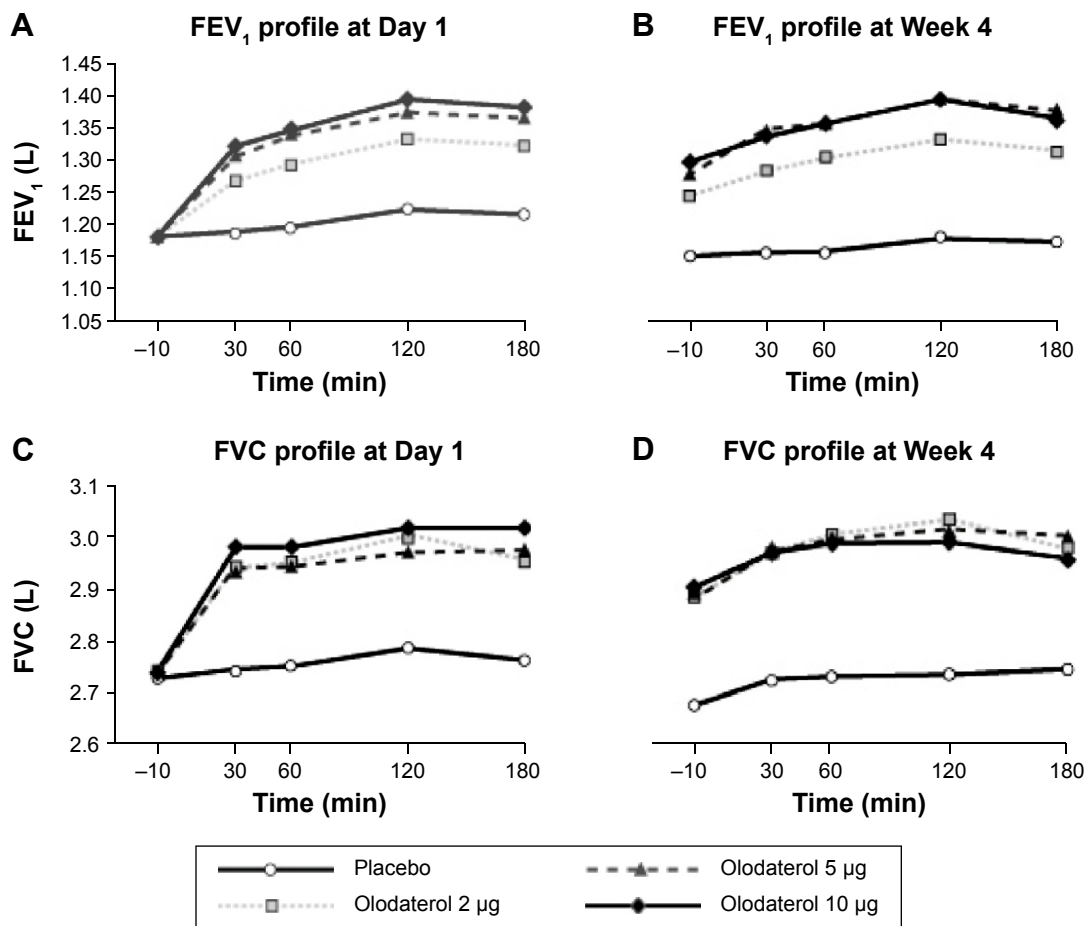 A FEV₁ profile at Day 1
1.45
1.40
1.35
1.30
1.25
1.20
1.15
1.10
1.05
FEV₁ (L)
–10 30 60 120 180
Time (min)
B FEV₁ profile at Week 4
–10 30 60 120 180
Time (min)
C FVC profile at Day 1
3.1
3.0
2.9
2.8
2.7
2.6
FVC (L)
–10 30 60 120 180
Time (min)
D FVC profile at Week 4
–10 30 60 120 180
Time (min)
Placebo
Olodaterol 2 µg
Olodaterol 5 µg
Olodaterol 10 µg